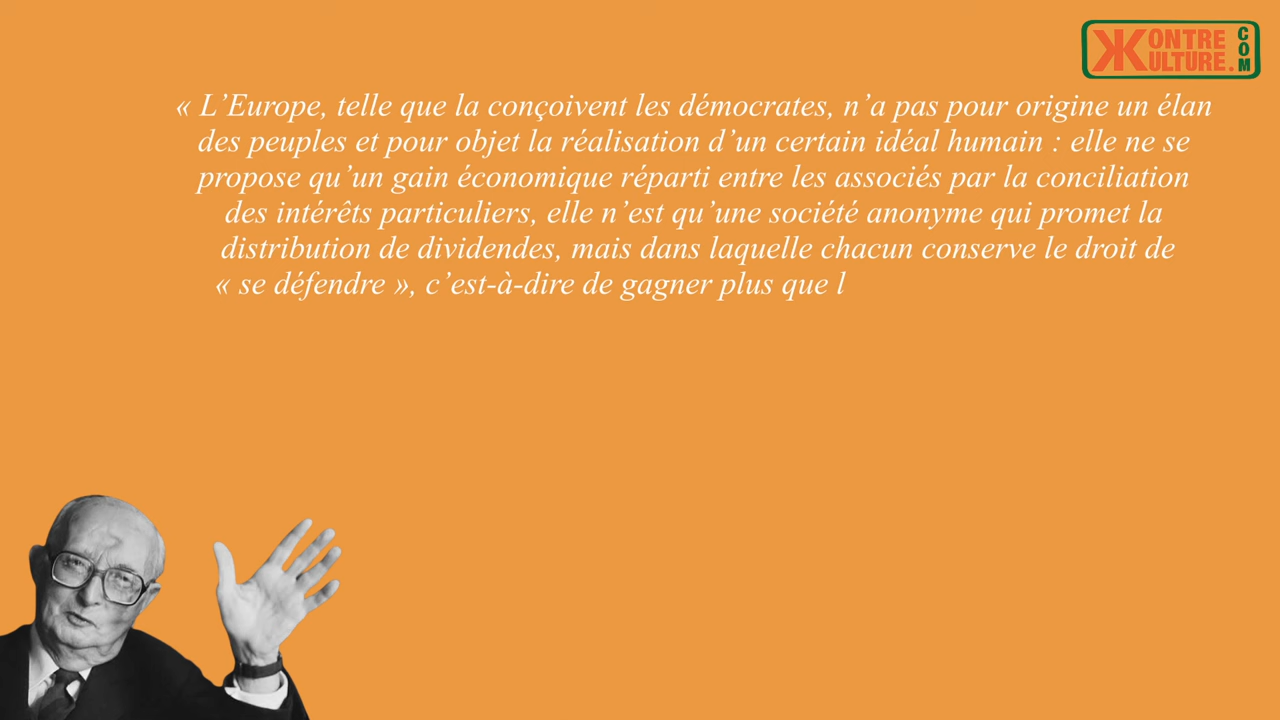 KONTRE
KULTURE.COM
« L’Europe, telle que la conçoivent les démocrates, n’a pas pour origine un élan
des peuples et pour objet la réalisation d’un certain idéal humain : elle ne se
propose qu’un gain économique réparti entre les associés par la conciliation
des intérêts particuliers, elle n’est qu’une société anonyme qui promet la
distribution de dividendes, mais dans laquelle chacun conserve le droit de
« se défendre », c’est-à-dire de gagner plus que l